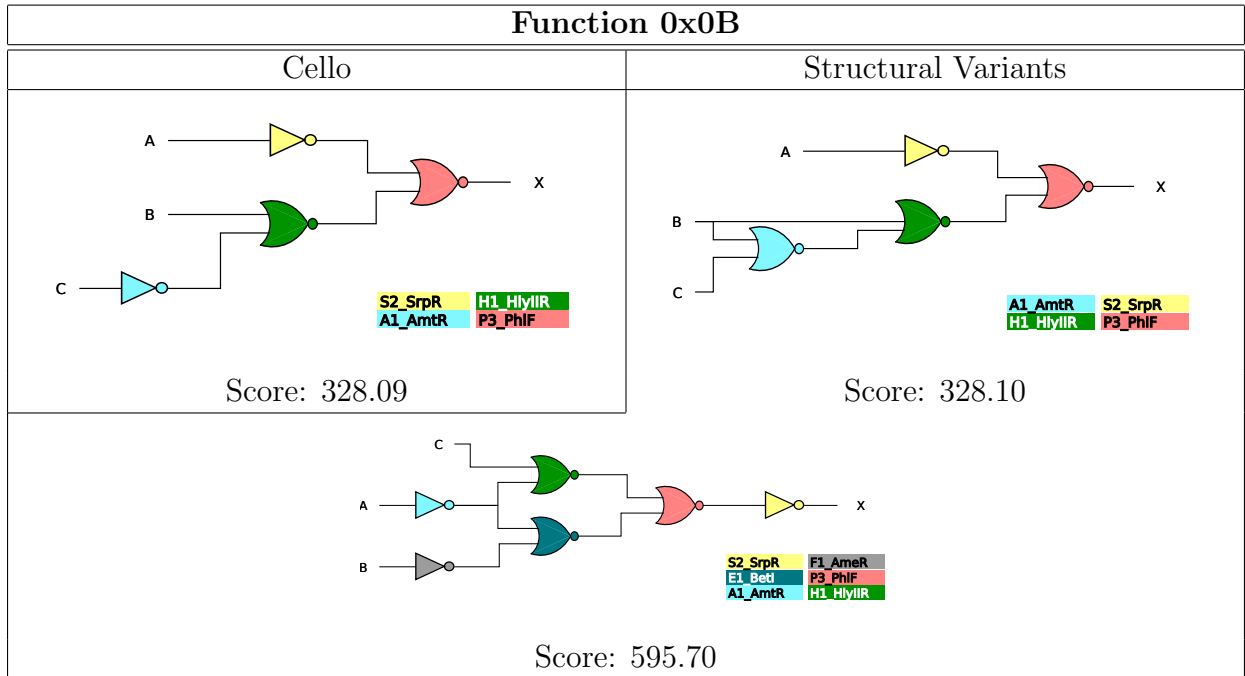 Function 0x0B
Cello
Structural Variants
A
B
C
X
S2_SrpR H1_HlyIIR
A1_AmtR P3_PhlF
Score: 328.09
A
B
C
X
A1_AmtR S2_SrpR
H1_HlyIIR P3_PhlF
Score: 328.10
C
A
B
X
S2_SrpR F1_AmeR
E1_BetI P3_PhlF
A1_AmtR H1_HlyIIR
Score: 595.70